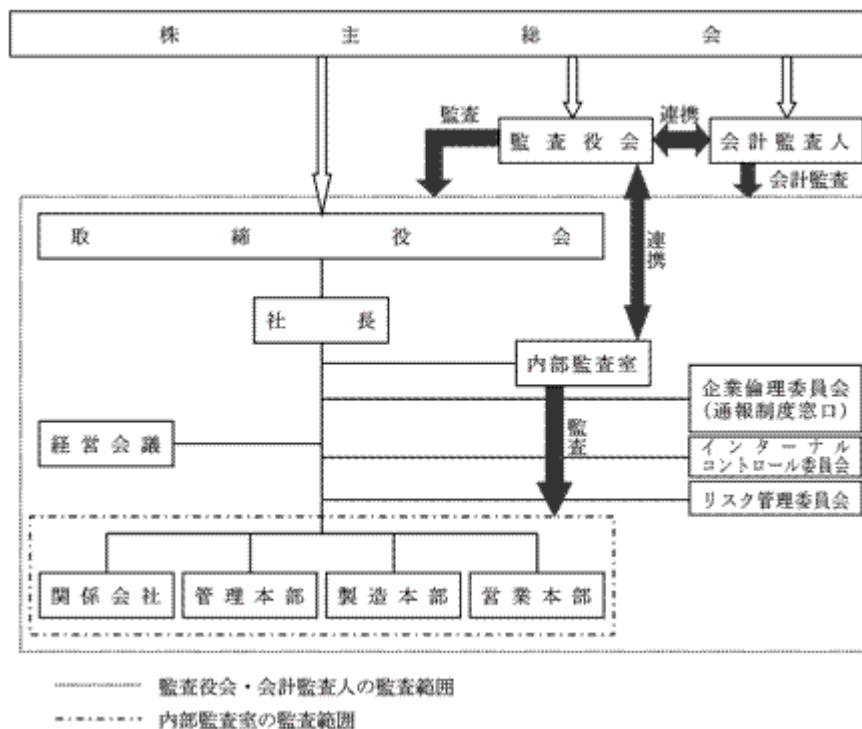 株主総会
監査
連携
監査役会
会計監査人
会計監査
取締役会
連携
社長
内部監査室
企業倫理委員会
（通報制度窓口）
監査
経営会議
インターナル
コントロール委員会
リスク管理委員会
関係会社
管理本部
製造本部
営業本部
監査役会・会計監査人の監査範囲
内部監査室の監査範囲